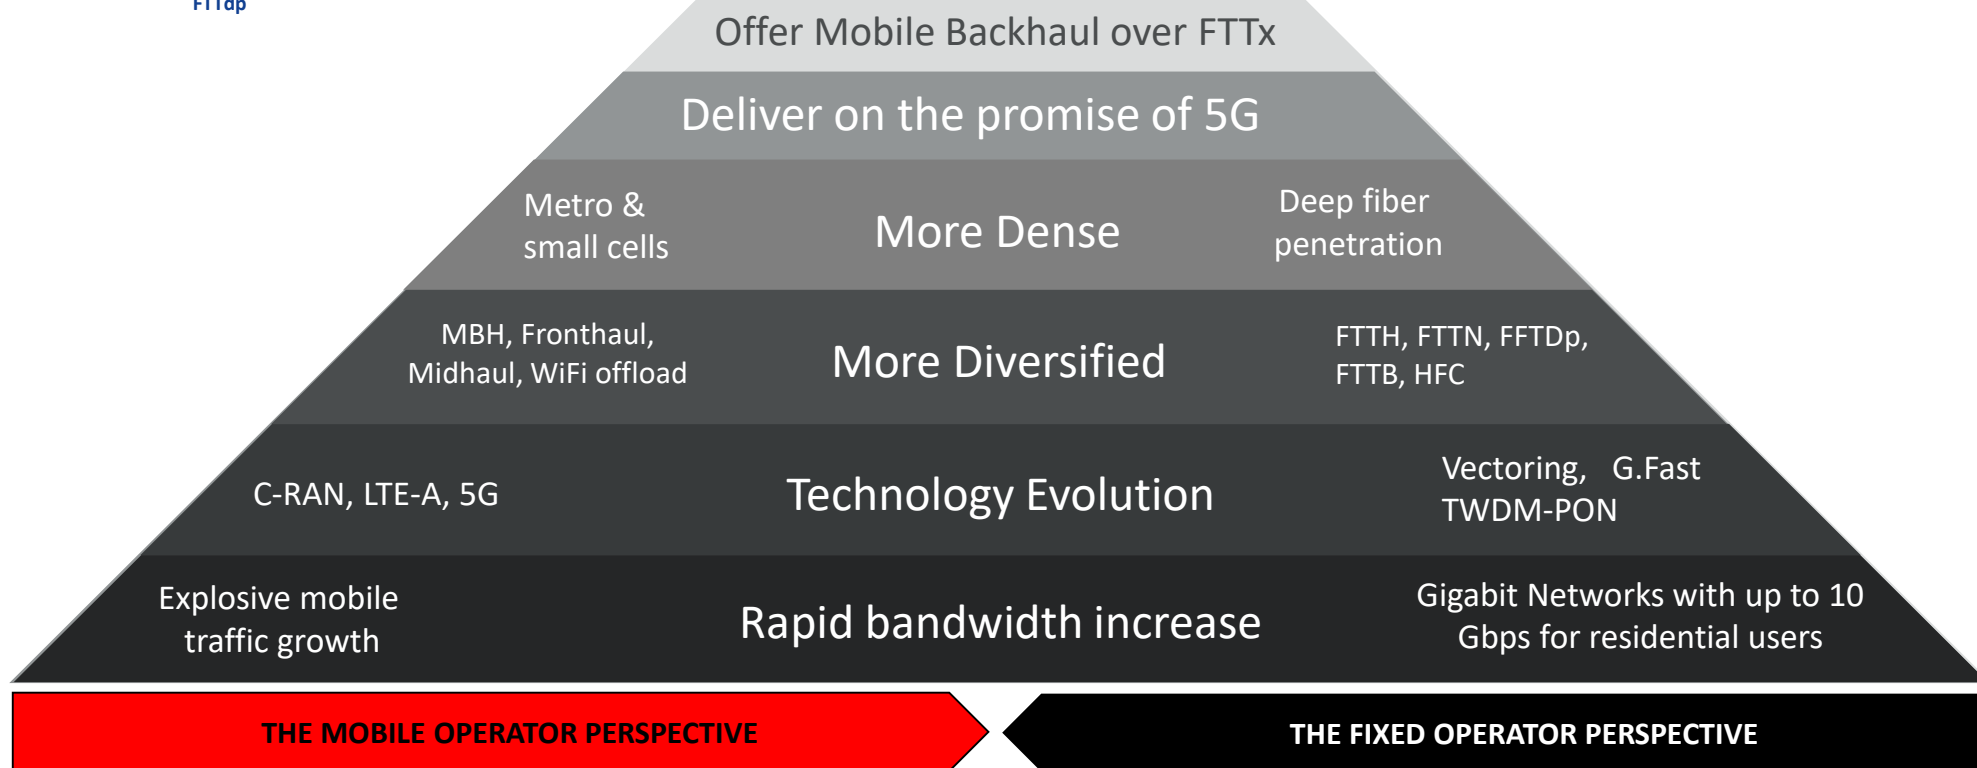 FTTdp
Offer Mobile Backhaul over FTTx
Deliver on the promise of 5G
Metro &
small cells
More Dense
Deep fiber
penetration
MBH, Fronthaul,
Midhaul, WiFi offload
More Diversified
FTTH, FTTN, FFTDp,
FTTB, HFC
C-RAN, LTE-A, 5G
Technology Evolution
Vectoring, G.Fast
TWDM-PON
Explosive mobile
traffic growth
Rapid bandwidth increase
Gigabit Networks with up to 10
Gbps for residential users
THE MOBILE OPERATOR PERSPECTIVE
THE FIXED OPERATOR PERSPECTIVE